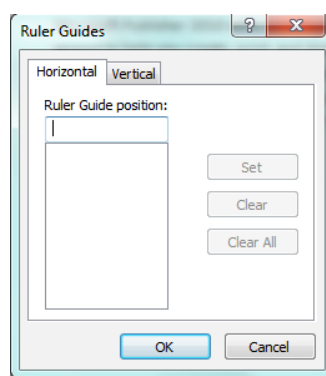 Ruler Guides
Horizontal Vertical
Ruler Guide position:
Set
Clear
Clear All
OK Cancel